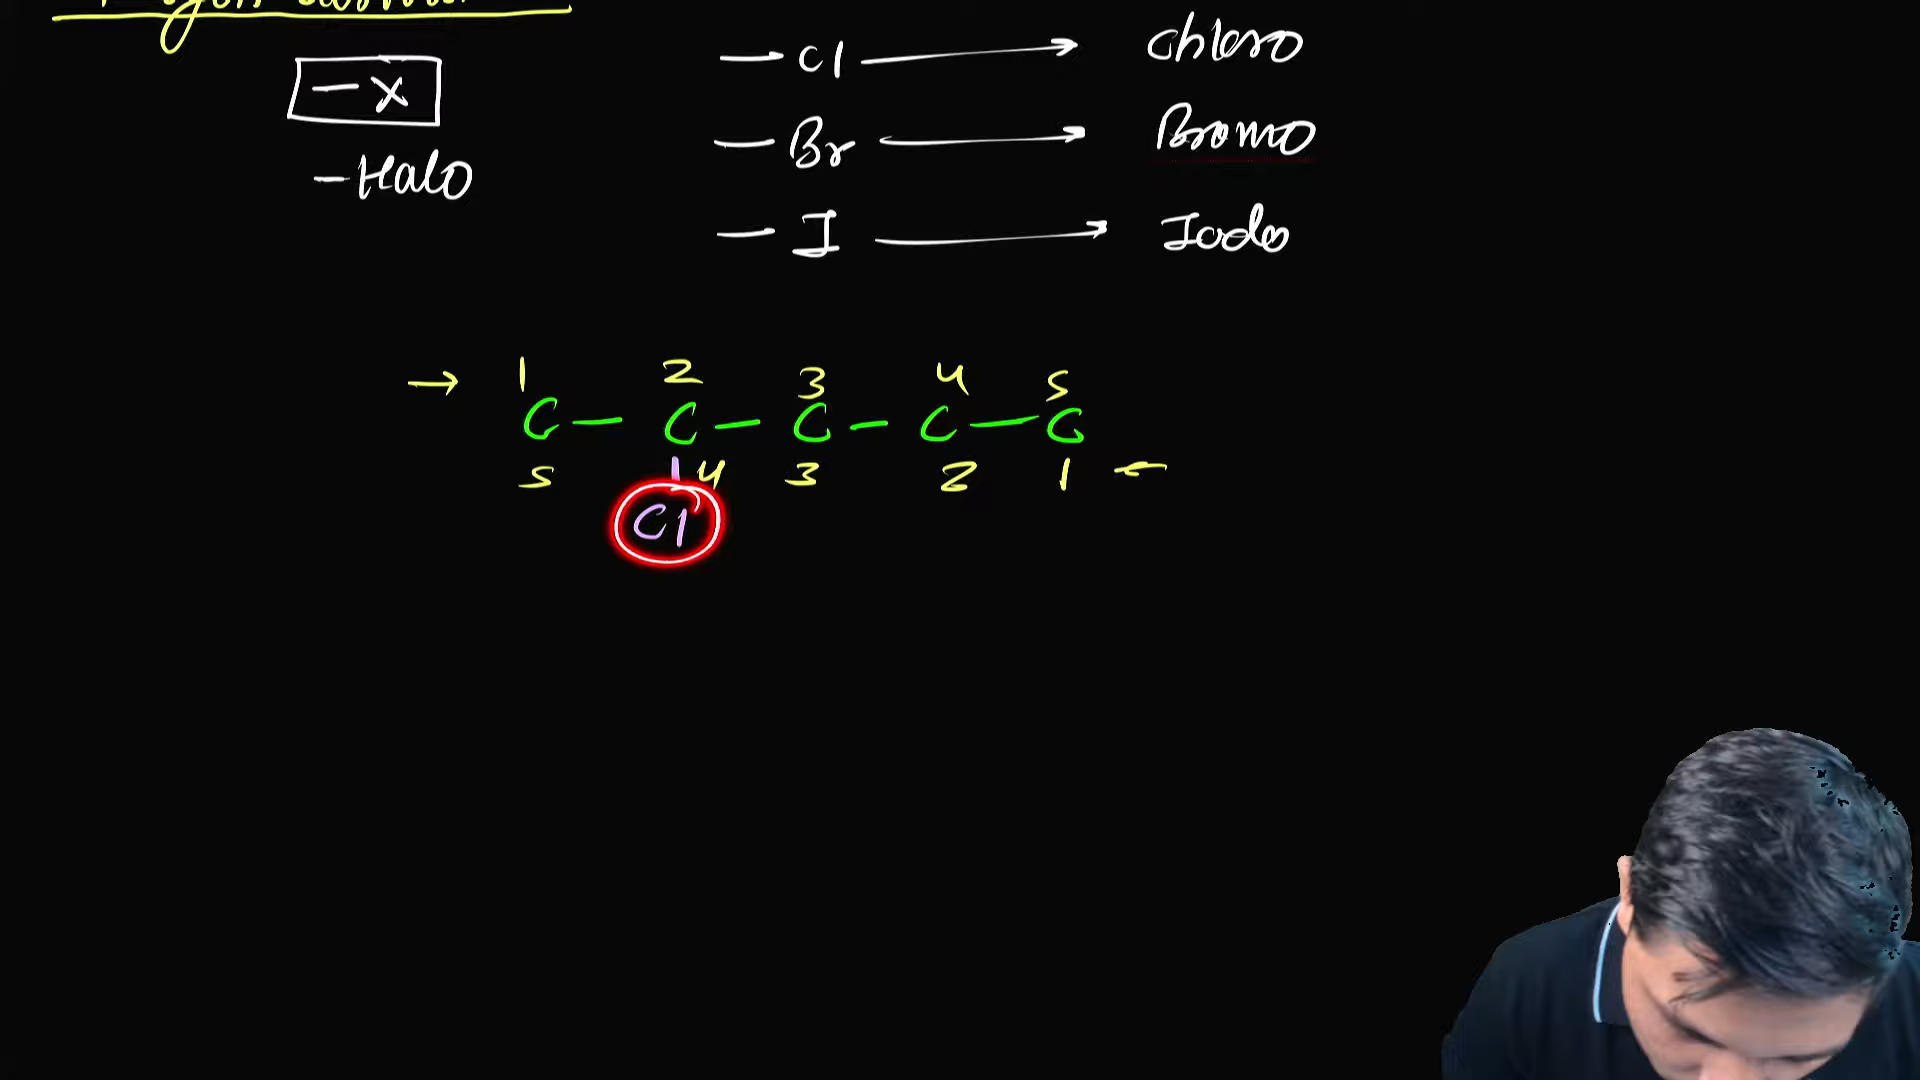 - X
- Halo
- Cl → Chloro
- Br → Bromo
- I → Iodo
→ 1 2 3 4 5
C - C - C - C - C
5 4 3 2 1 ←
Cl